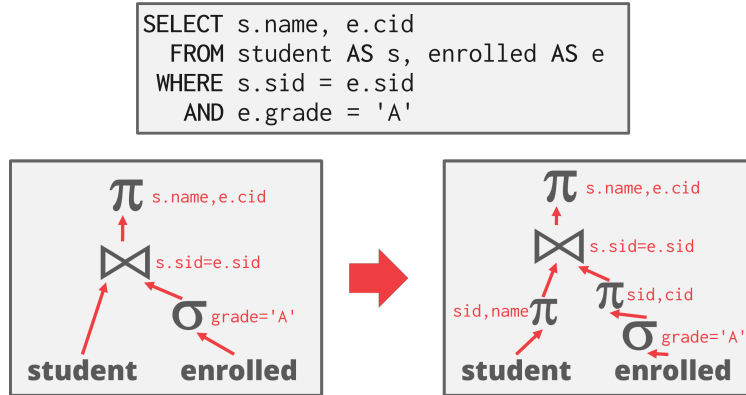 SELECT s.name, e.cid
FROM student AS s, enrolled AS e
WHERE s.sid = e.sid
AND e.grade = 'A'
π s.name,e.cid
⋈ s.sid=e.sid
σ grade='A'
student enrolled
π s.name,e.cid
⋈ s.sid=e.sid
sid,name π
π sid,cid
σ grade='A'
student enrolled